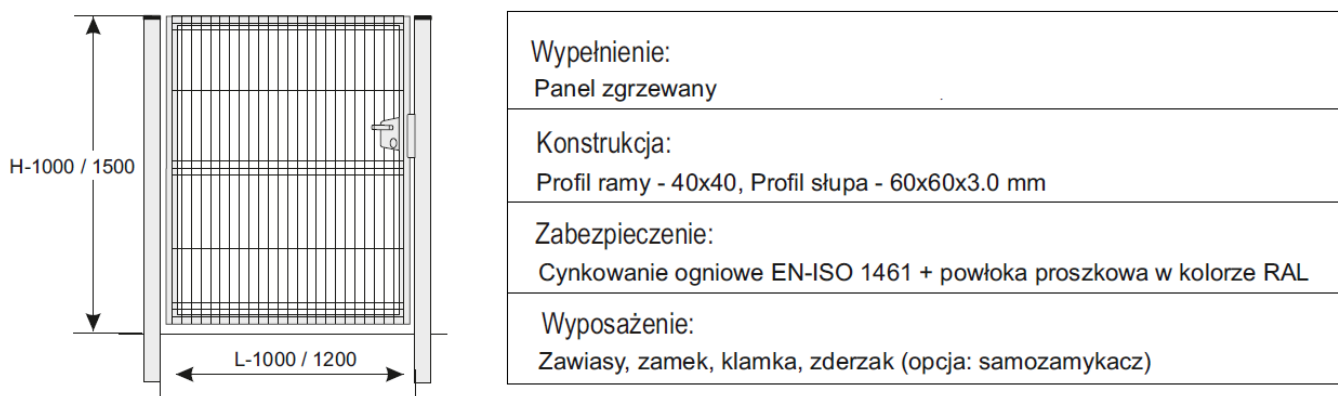 H-1000 / 1500
L-1000 / 1200
Wypełnienie:
Panel zgrzewany
Konstrukcja:
Profil ramy - 40x40, Profil słupa - 60x60x3.0 mm
Zabezpieczenie:
Cynkowanie ogniowe EN-ISO 1461 + powłoka proszkowa w kolorze RAL
Wyposażenie:
Zawiasy, zamek, klamka, zderzak (opcja: samozamykacz)